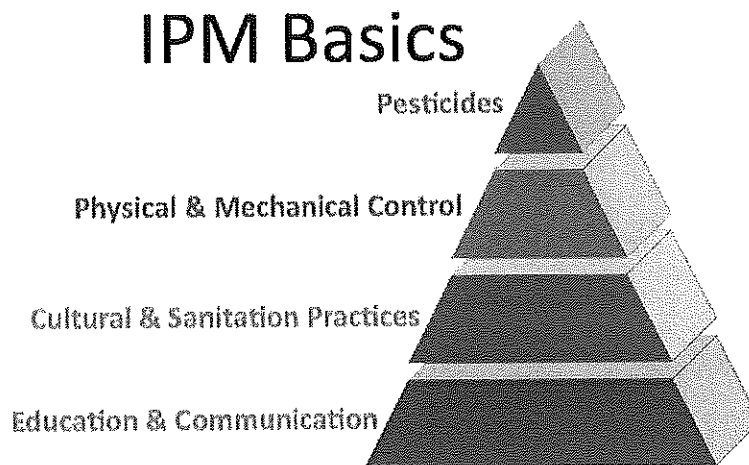 IPM Basics
Pesticides
Physical & Mechanical Control
Cultural & Sanitation Practices
Education & Communication